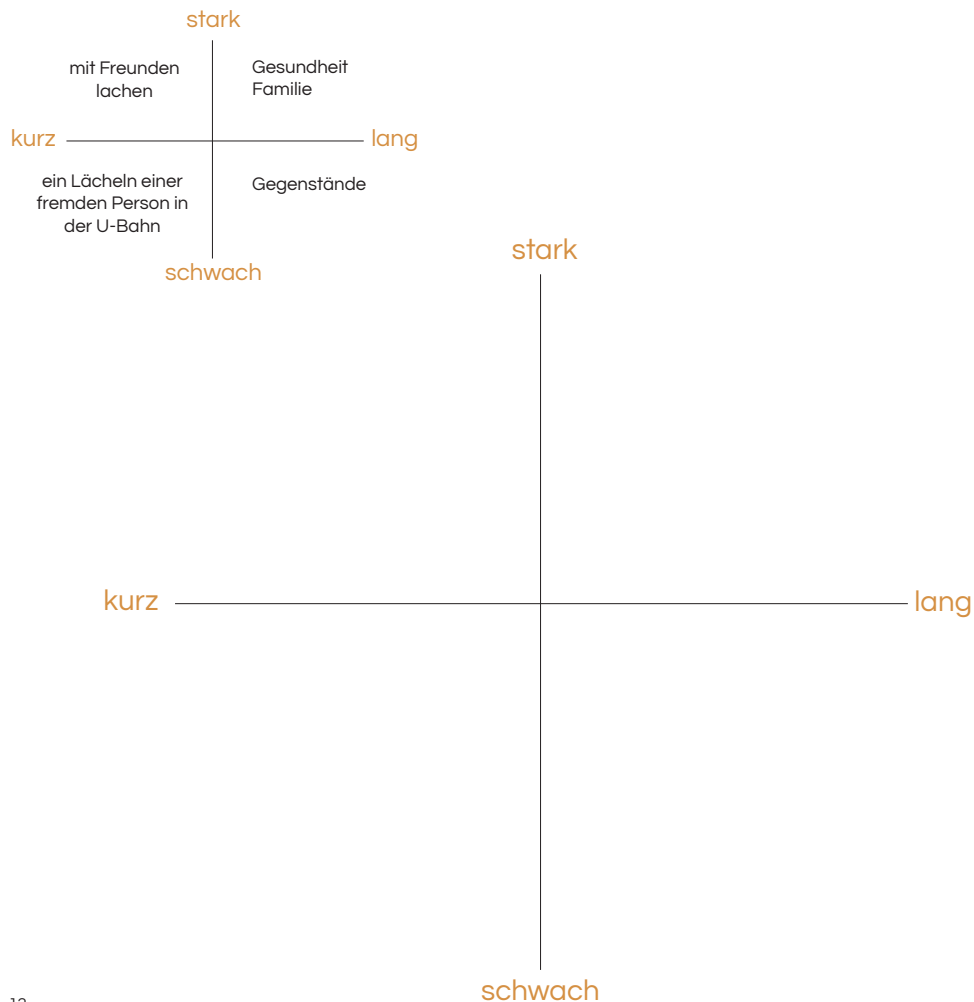 stark
mit Freunden
lachen
Gesundheit
Familie
kurz
lang
ein Lächeln einer
fremden Person in
der U-Bahn
Gegenstände
schwach
stark
kurz
lang
schwach